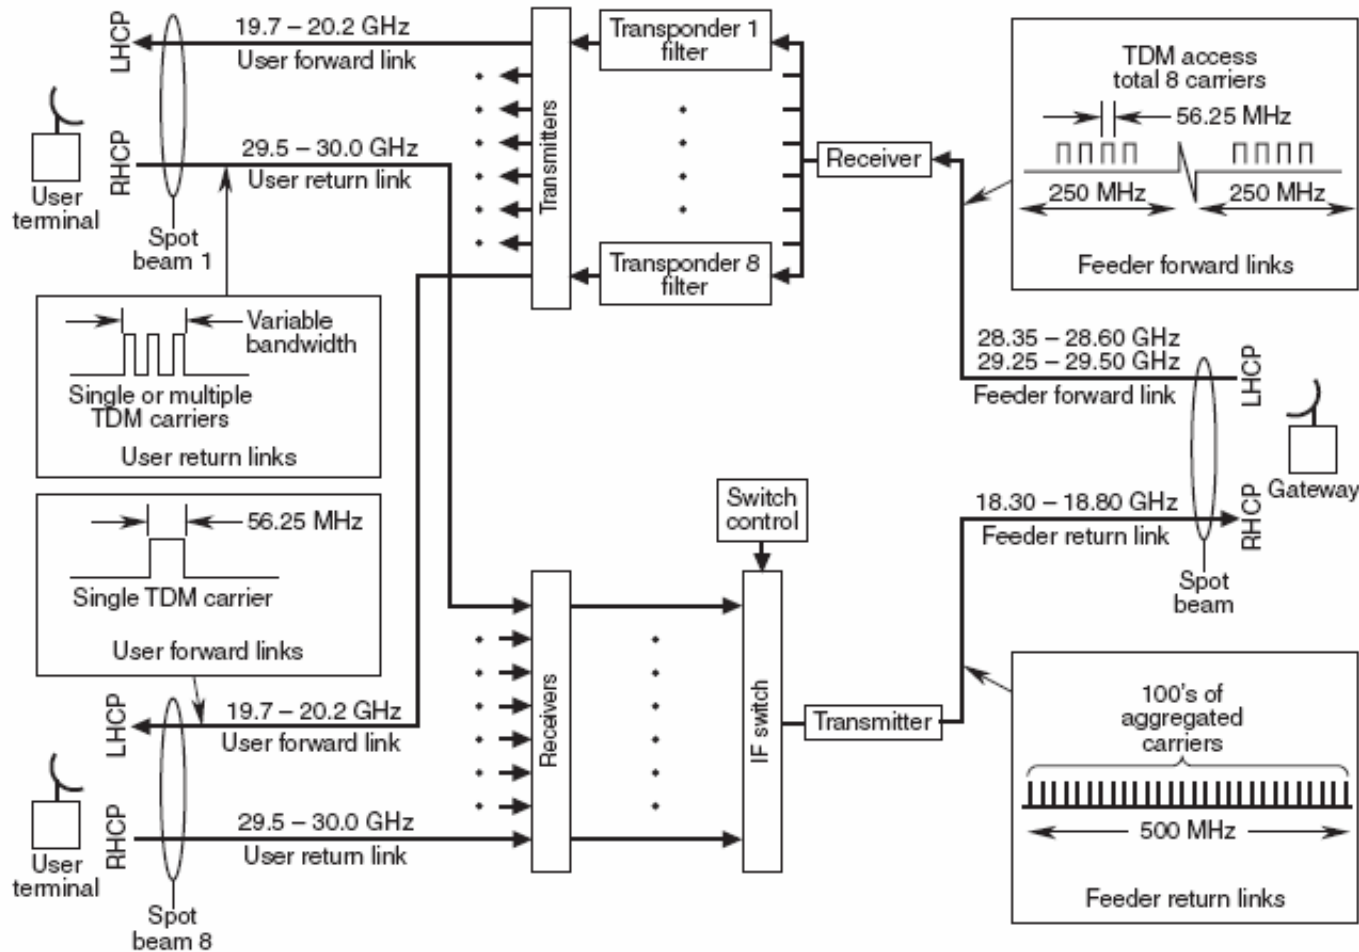 LHCP
19.7 – 20.2 GHz
User forward link
RHCP
29.5 – 30.0 GHz
User return link
User
terminal
Spot
beam 1
Transmitters
Transponder 1
filter
Transponder 8
filter
Receiver
TDM access
total 8 carriers
56.25 MHz
250 MHz
250 MHz
Feeder forward links
Variable
bandwidth
Single or multiple
TDM carriers
User return links
28.35 – 28.60 GHz
29.25 – 29.50 GHz
Feeder forward link
LHCP
Gateway
18.30 – 18.80 GHz
Feeder return link
RHCP
Spot
beam
56.25 MHz
Single TDM carrier
User forward links
Switch
control
Receivers
IF switch
Transmitter
LHCP
19.7 – 20.2 GHz
User forward link
RHCP
29.5 – 30.0 GHz
User return link
User
terminal
Spot
beam 8
100's of
aggregated
carriers
500 MHz
Feeder return links